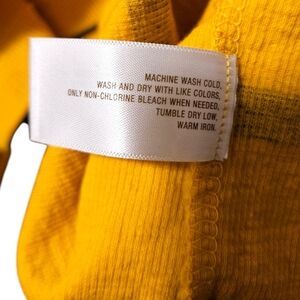 MACHINE WASH COLD,
WASH AND DRY WITH LIKE COLORS,
ONLY NON-CHLORINE BLEACH WHEN NEEDED,
TUMBLE DRY LOW,
WARM IRON.